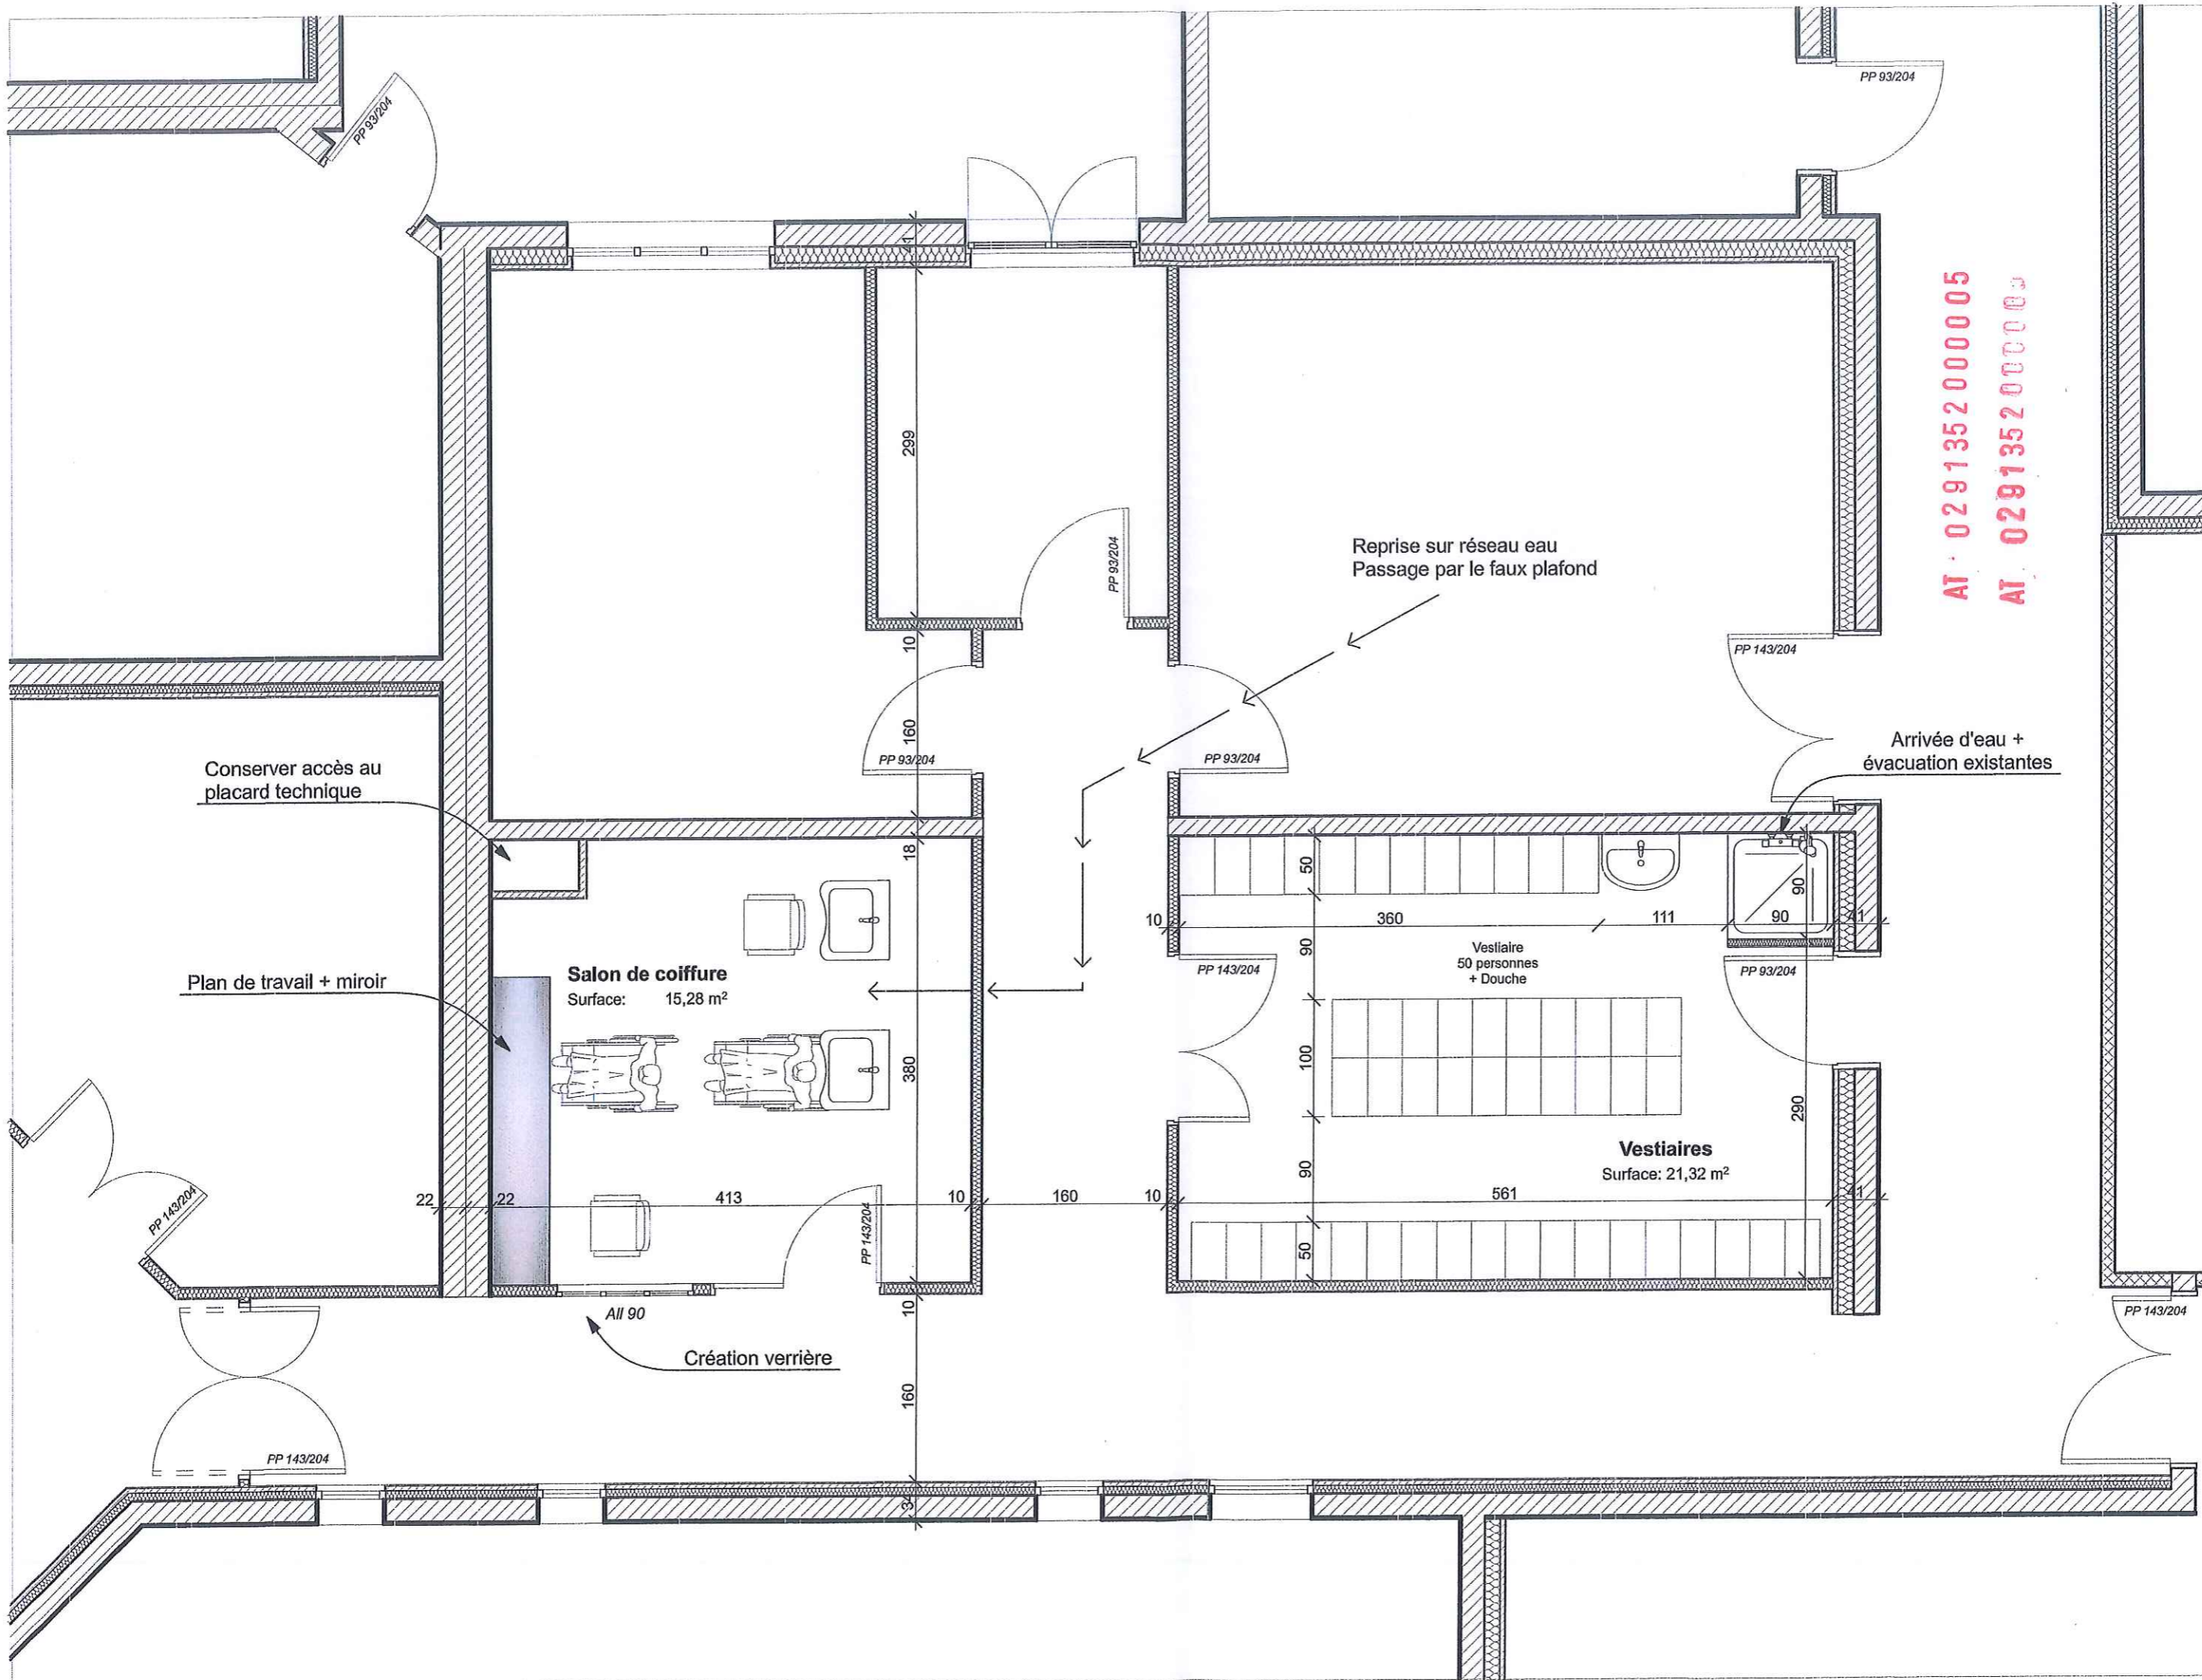 PP 93/204
PP 93/204
41
299
10
160
PP 93/204
Reprise sur réseau eau
Passage par le faux plafond
AT · 02913520000005
AT. 029135200000
PP 143/204
PP 93/204
PP 93/204
Arrivée d'eau +
évacuation existantes
Conserver accès au
placard technique
18
50
90
10
360
111
90
41
90
Vestiaire
50 personnes
+ Douche
PP 143/204
PP 93/204
Salon de coiffure
Surface: 15,28 m²
Plan de travail + miroir
380
100
290
Vestiaires
Surface: 21,32 m²
90
22
22
413
10
160
10
561
41
PP 143/204
PP 143/204
50
All 90
10
Création verrière
PP 143/204
160
PP 143/204
34